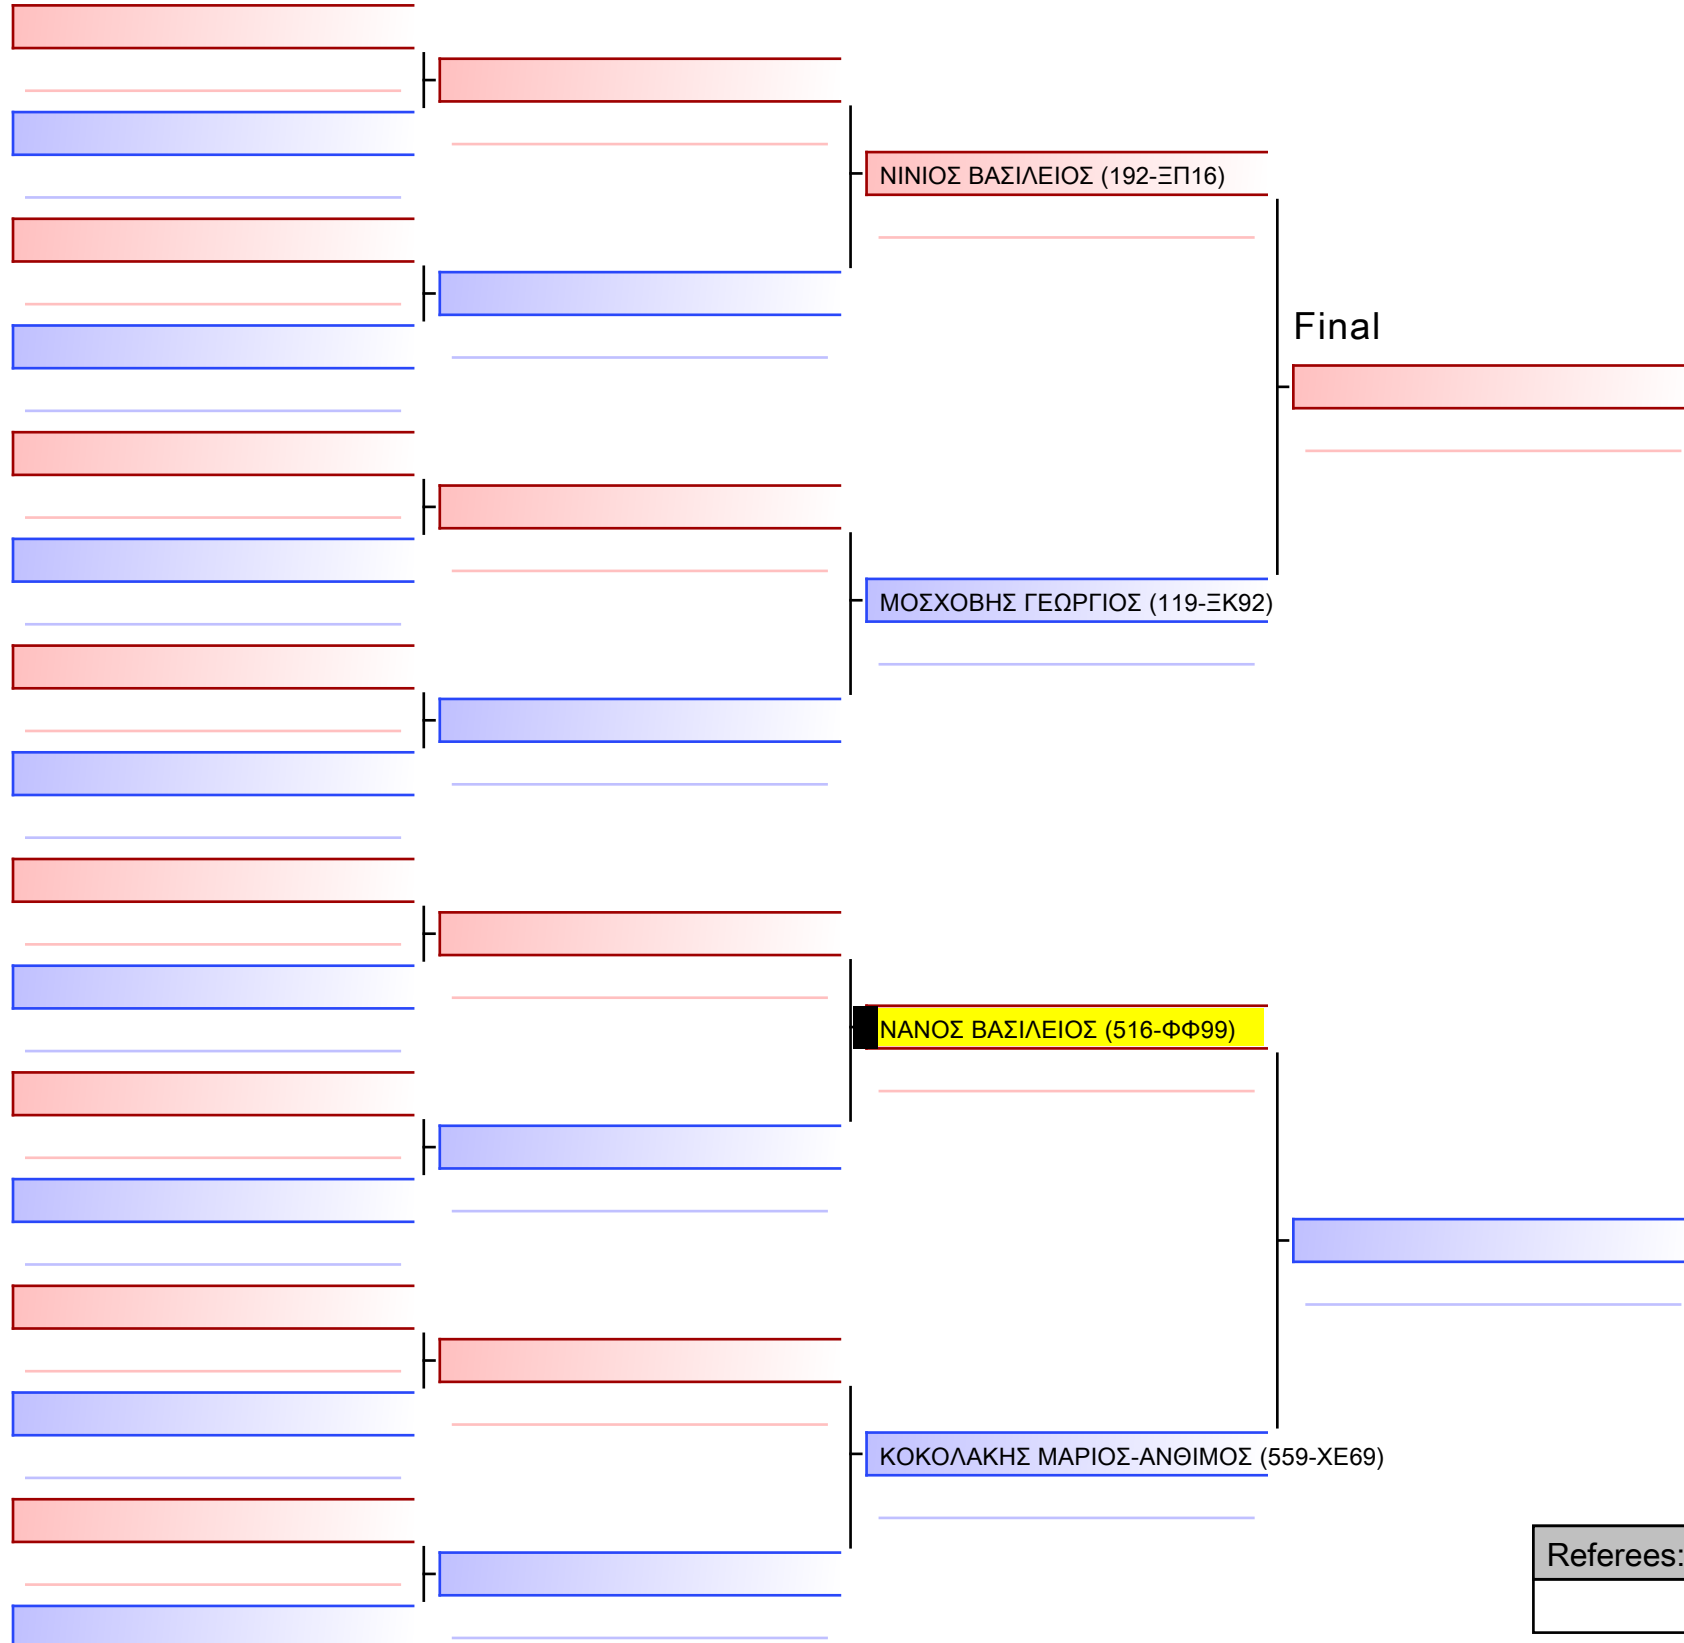 ΝΙΝΙΟΣ ΒΑΣΙΛΕΙΟΣ (192-ΞΠ16)
Final
ΜΟΣΧΟΒΗΣ ΓΕΩΡΓΙΟΣ (119-ΞΚ92)
ΝΑΝΟΣ ΒΑΣΙΛΕΙΟΣ (516-ΦΦ99)
ΚΟΚΟΛΑΚΗΣ ΜΑΡΙΟΣ-ΑΝΘΙΜΟΣ (559-ΧΕ69)
Referees: